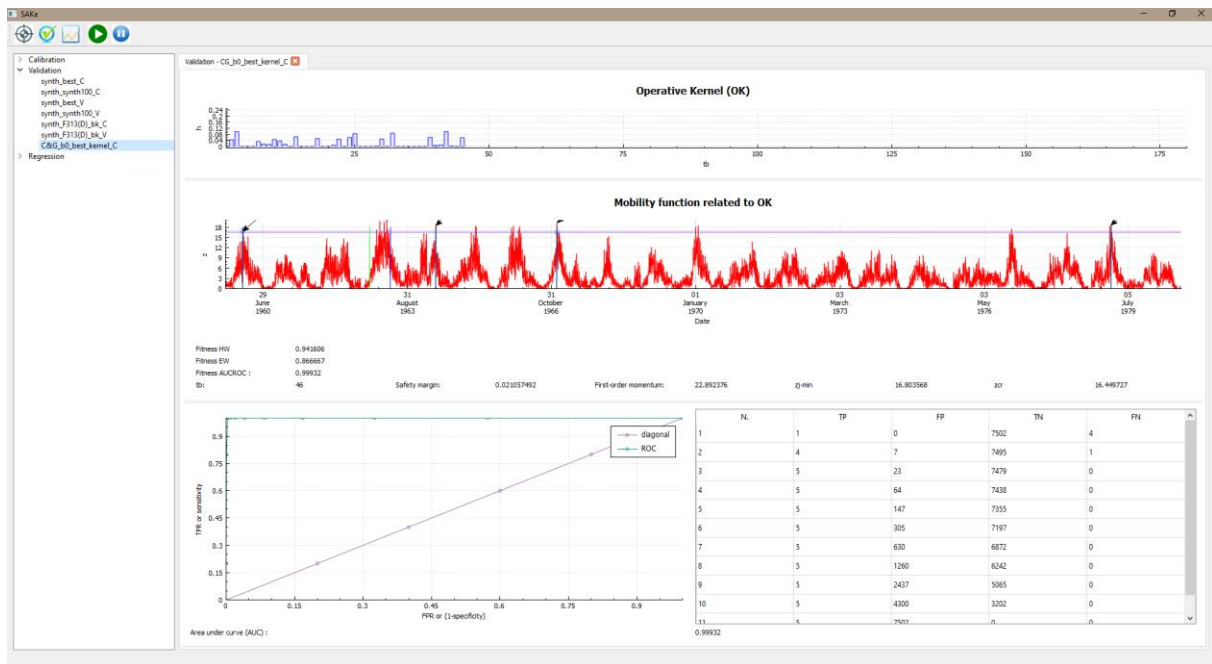 SAKe
Calibration
Validation
synth_best_C
synth_synth100_C
synth_best_V
synth_synth100_V
synth_F313(D)_bk_C
synth_F313(D)_bk_V
C&G_b0_best_kernel_C
Regression
Validation - CG_b0_best_kernel_C
Operative Kernel (OK)
h
0.24
0.2
0.16
0.12
0.08
0.04
0
25 50 75 100 125 150 175
tb
Mobility function related to OK
z
18
15
12
9
6
3
0
29 31 31 01 03 03 05
June August October January March May July
1960 1963 1966 1970 1973 1976 1979
Date
Fitness HW 0.941606
Fitness EW 0.866667
Fitness AUCROC : 0.99932
tb: 46 Safety margin: 0.021057492 First-order momentum: 22.892376 zj-min 16.803568 zcr 16.449727
TPR or sensitivity
0.9
0.75
0.6
0.45
0.3
0.15
0
0 0.15 0.3 0.45 0.6 0.75 0.9
FPR or (1-specificity)
diagonal
ROC
Area under curve (AUC) : 0.99932
N. TP FP TN FN
1 1 0 7502 4
2 4 7 7495 1
3 5 23 7479 0
4 5 64 7438 0
5 5 147 7355 0
6 5 305 7197 0
7 5 630 6872 0
8 5 1260 6242 0
9 5 2437 5065 0
10 5 4300 3202 0
11 5 7502 0 0